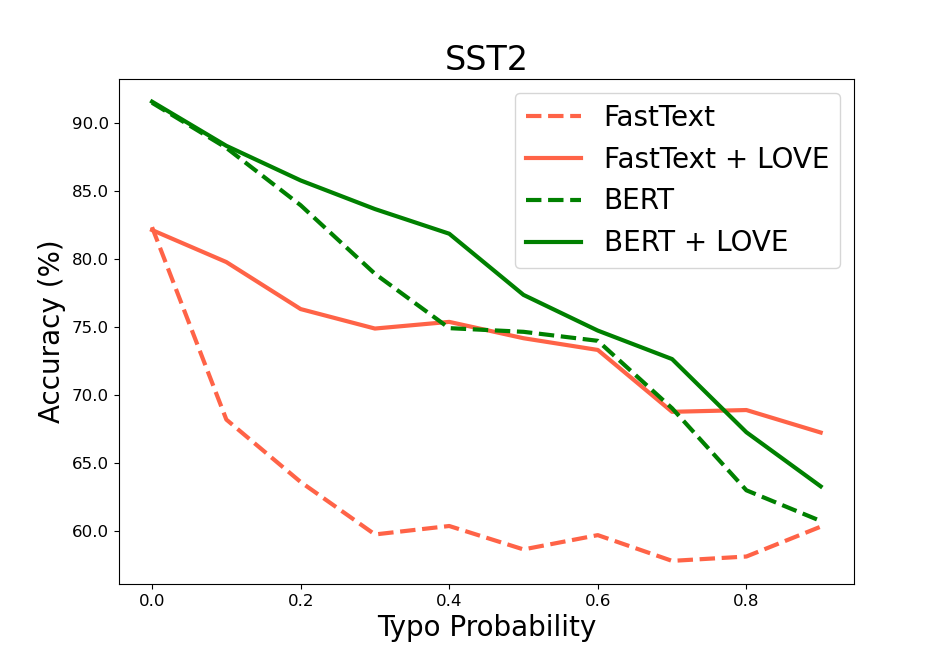 SST2
FastText
FastText + LOVE
BERT
BERT + LOVE
Accuracy (%)
90.0
85.0
80.0
75.0
70.0
65.0
60.0
0.0 0.2 0.4 0.6 0.8
Typo Probability